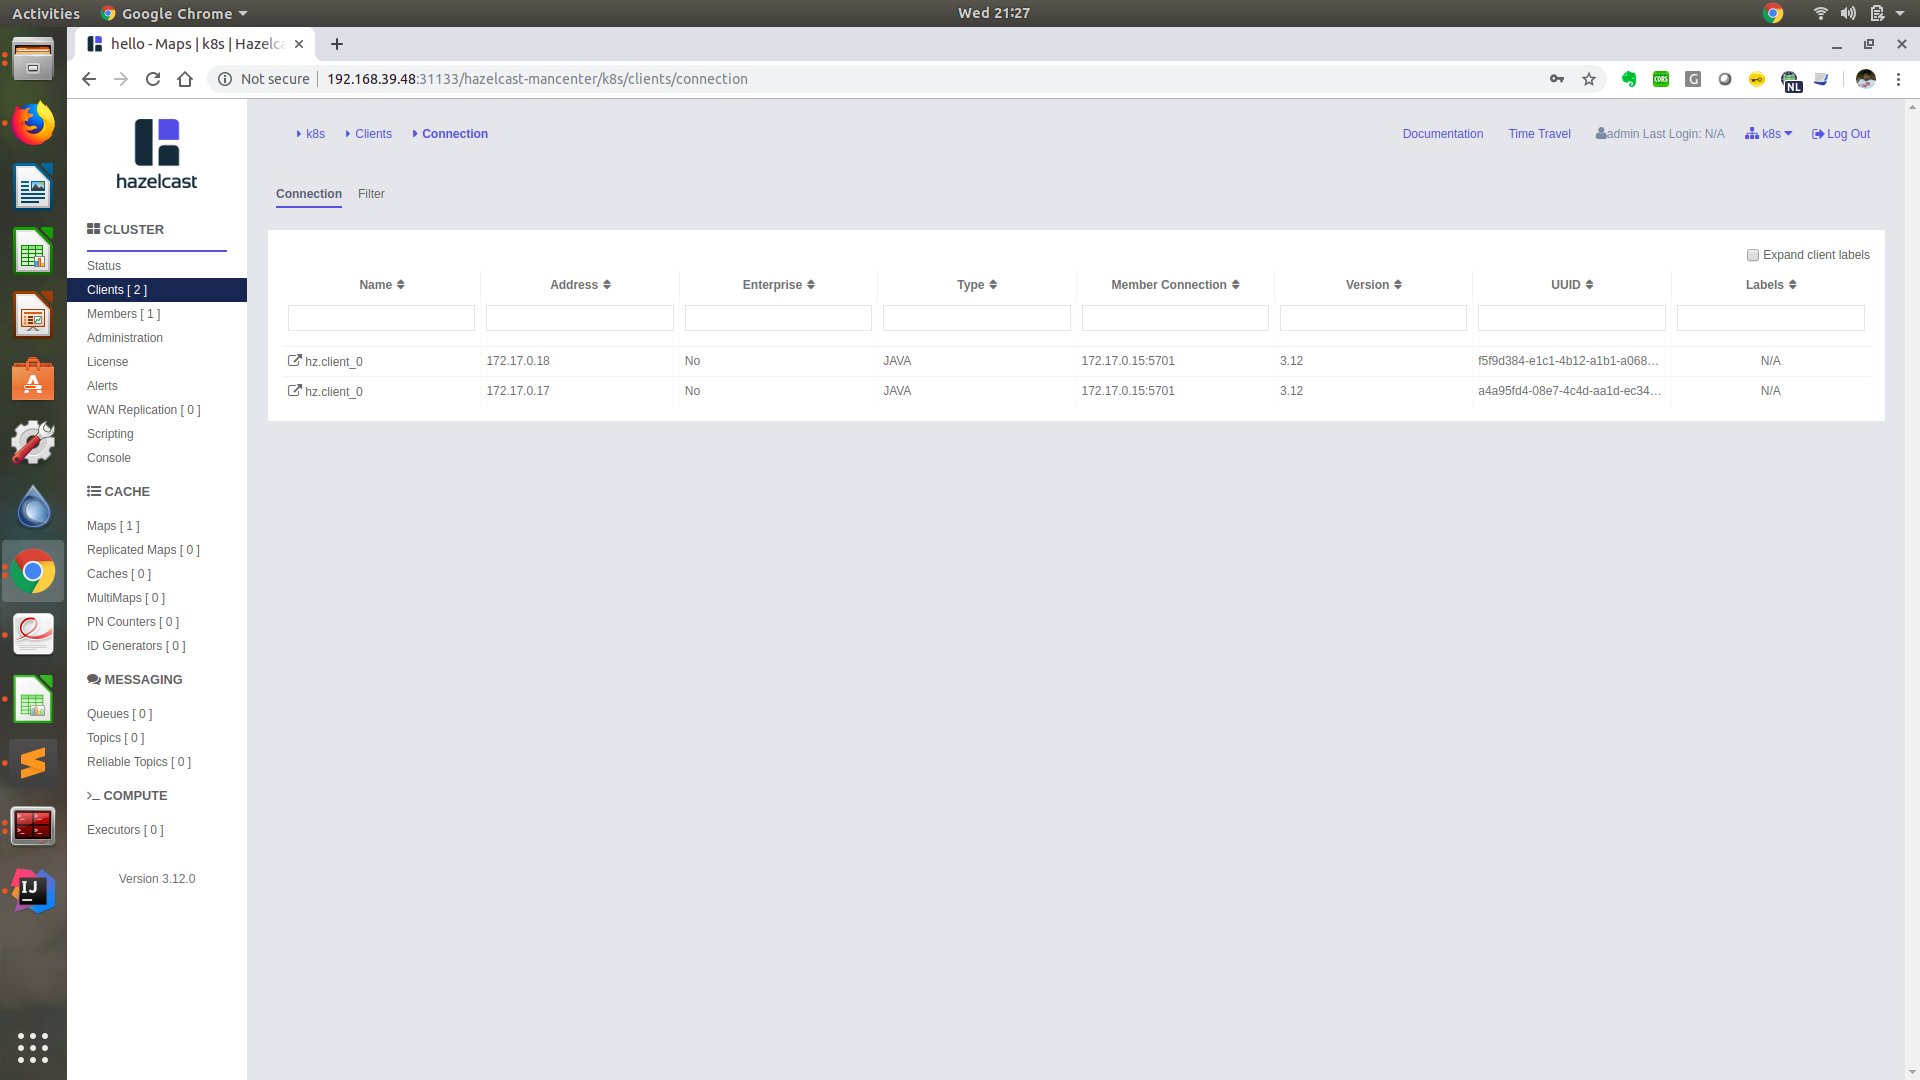 Activities Google Chrome Wed 21:27
hello - Maps | k8s | Hazelca
Not secure 192.168.39.48:31133/hazelcast-mancenter/k8s/clients/connection
CORS
G
NL
hazelcast
k8s Clients Connection Documentation Time Travel admin Last Login: N/A k8s Log Out
Connection Filter
CLUSTER
Status
Clients [ 2 ]
Members [ 1 ]
Administration
License
Alerts
WAN Replication [ 0 ]
Scripting
Console
CACHE
Maps [ 1 ]
Replicated Maps [ 0 ]
Caches [ 0 ]
MultiMaps [ 0 ]
PN Counters [ 0 ]
ID Generators [ 0 ]
MESSAGING
Queues [ 0 ]
Topics [ 0 ]
Reliable Topics [ 0 ]
COMPUTE
Executors [ 0 ]
Version 3.12.0
Expand client labels
Name Address Enterprise Type Member Connection Version UUID Labels
hz.client_0 172.17.0.18 No JAVA 172.17.0.15:5701 3.12 f5f9d384-e1c1-4b12-a1b1-a068… N/A
hz.client_0 172.17.0.17 No JAVA 172.17.0.15:5701 3.12 a4a95fd4-08e7-4c4d-aa1d-ec34… N/A
IJ